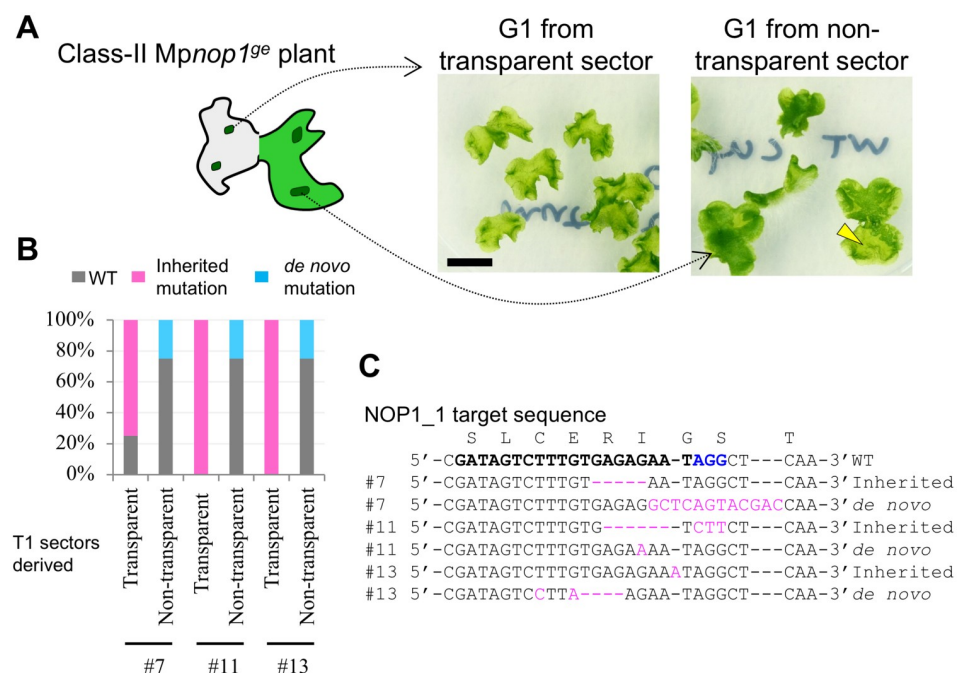 A
Class-II Mpnop1ge plant
G1 from
transparent sector
G1 from non-
transparent sector
WT
B
WT
Inherited
mutation
de novo
mutation
100%
80%
60%
40%
20%
0%
T1 sectors
derived
Transparent
Non-transparent
Transparent
Non-transparent
Transparent
Non-transparent
#7
#11
#13
C
NOP1_1 target sequence
S L C E R I G S T
5′-CGATAGTCTTTGTGAGAGAA-TAGGCT---CAA-3′WT
#7 5′-CGATAGTCTTTGT-----AA-TAGGCT---CAA-3′Inherited
#7 5′-CGATAGTCTTTGTGAGAGGCTCAGTACGACCAA-3′de novo
#11 5′-CGATAGTCTTTGTG-------TCTTCT---CAA-3′Inherited
#11 5′-CGATAGTCTTTGTGAGAAAA-TAGGCT---CAA-3′de novo
#13 5′-CGATAGTCTTTGTGAGAGAAATAGGCT---CAA-3′Inherited
#13 5′-CGATAGTCCTTA----AGAA-TAGGCT---CAA-3′de novo